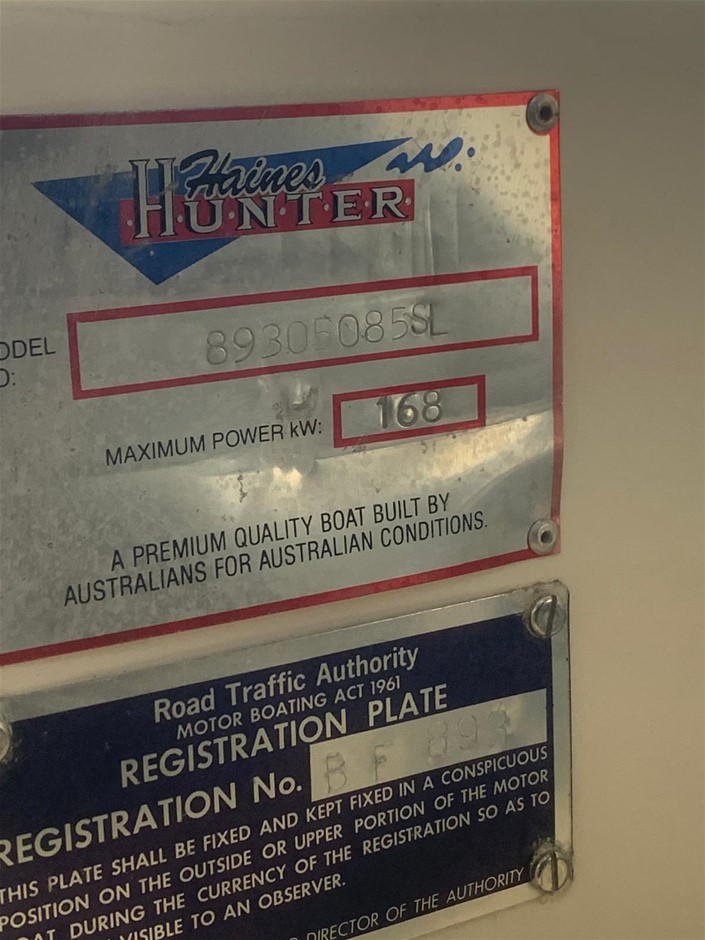 Haines
HUNTER
ODEL
O:
8930F085SL
MAXIMUM POWER kW:
168
A PREMIUM QUALITY BOAT BUILT BY
AUSTRALIANS FOR AUSTRALIAN CONDITIONS.
Road Traffic Authority
MOTOR BOATING ACT 1961
REGISTRATION PLATE
REGISTRATION No. BF 893
THIS PLATE SHALL BE FIXED AND KEPT FIXED IN A CONSPICUOUS
POSITION ON THE OUTSIDE OR UPPER PORTION OF THE MOTOR
OAT DURING THE CURRENCY OF THE REGISTRATION SO AS TO
VISIBLE TO AN OBSERVER.
DIRECTOR OF THE AUTHORITY